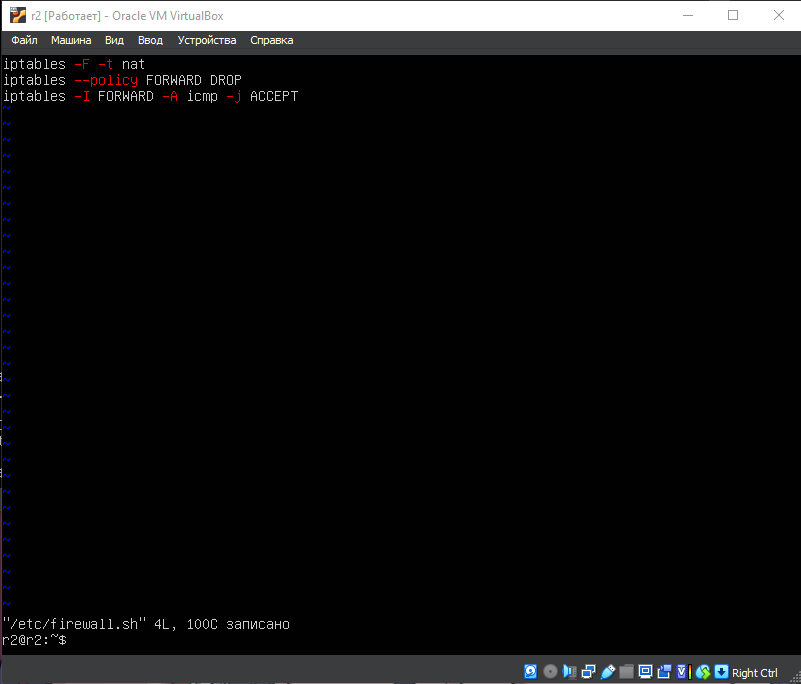 r2 [Работает] - Oracle VM VirtualBox
Файл Машина Вид Ввод Устройства Справка
iptables -F -t nat
iptables --policy FORWARD DROP
iptables -I FORWARD -A icmp -j ACCEPT
"/etc/firewall.sh" 4L, 100C записано
r2@r2:~$
Right Ctrl